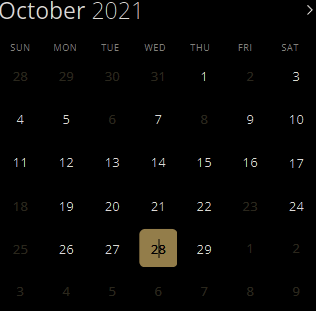 October 2021
SUN MON TUE WED THU FRI SAT
28 29 30 31 1 2 3
4 5 6 7 8 9 10
11 12 13 14 15 16 17
18 19 20 21 22 23 24
25 26 27 28 29 1 2
3 4 5 6 7 8 9